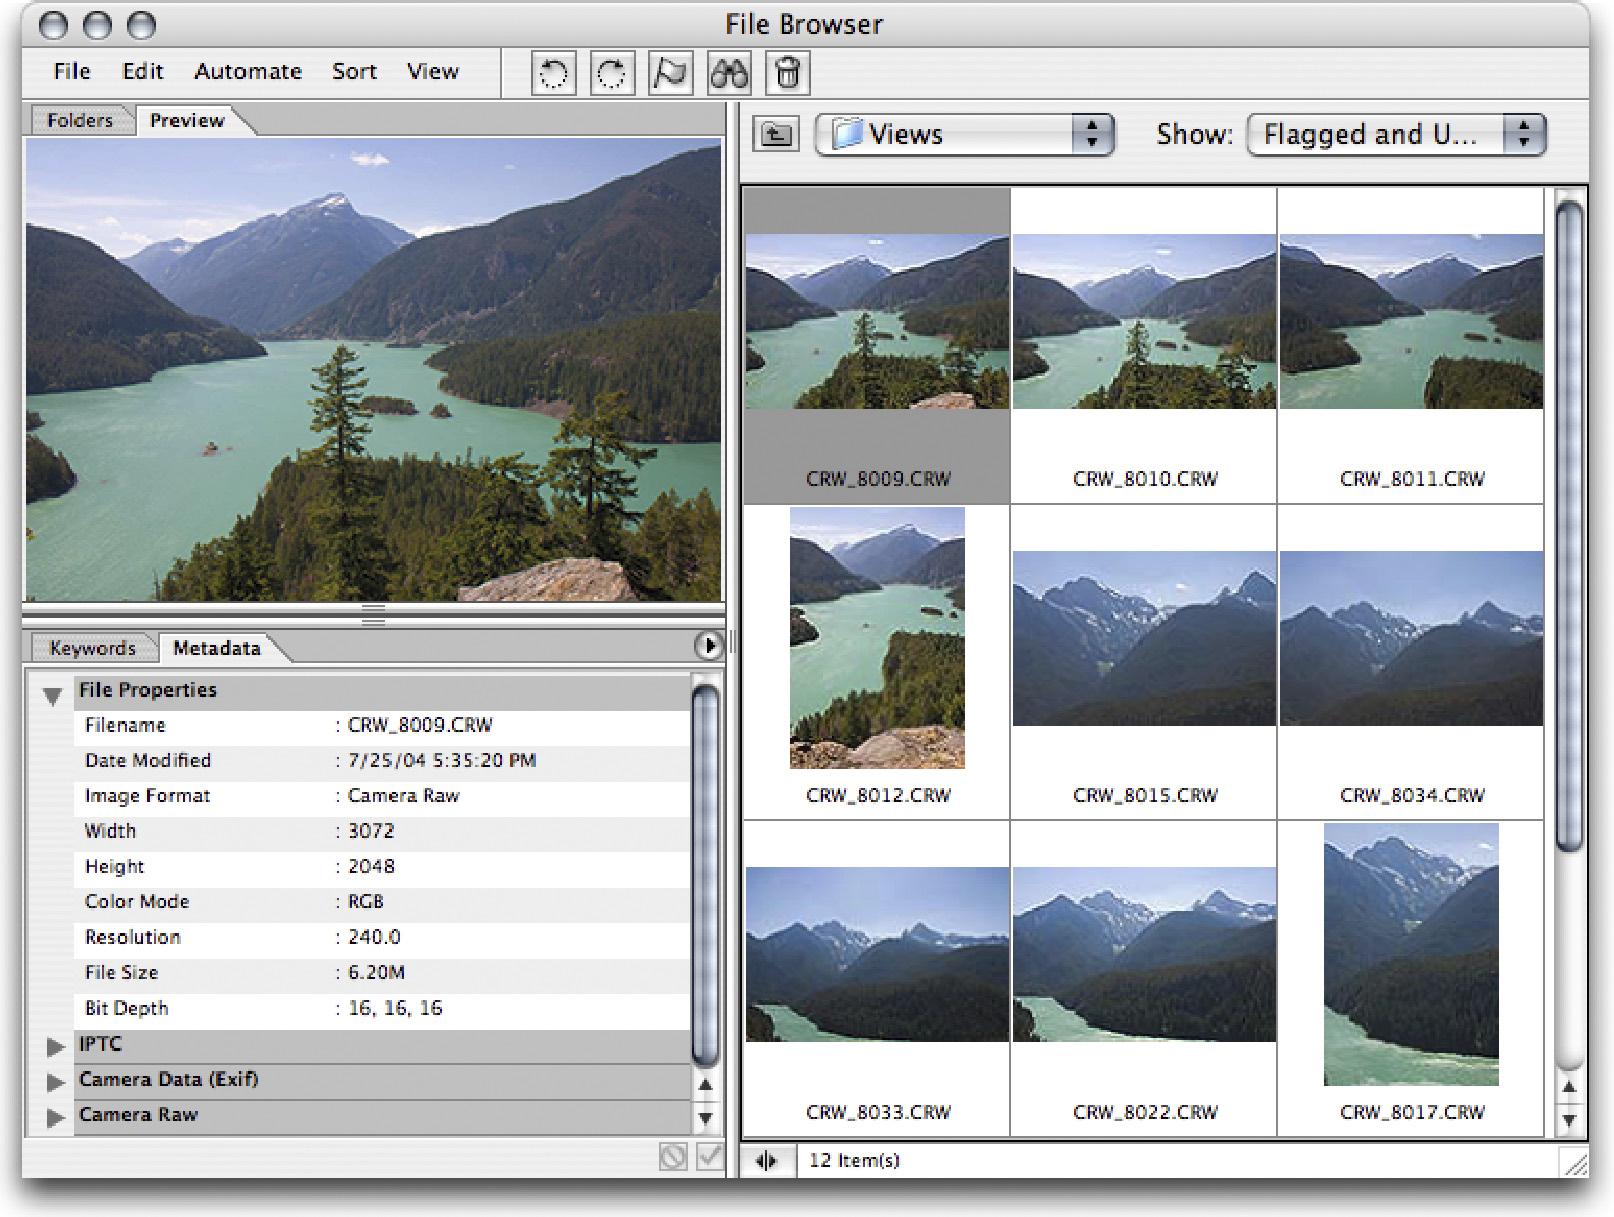 File Browser
File Edit Automate Sort View
Folders Preview
Views Show: Flagged and U...
CRW_8009.CRW CRW_8010.CRW CRW_8011.CRW
CRW_8012.CRW CRW_8015.CRW CRW_8034.CRW
CRW_8033.CRW CRW_8022.CRW CRW_8017.CRW
12 Item(s)
Keywords Metadata
File Properties
Filename : CRW_8009.CRW
Date Modified : 7/25/04 5:35:20 PM
Image Format : Camera Raw
Width : 3072
Height : 2048
Color Mode : RGB
Resolution : 240.0
File Size : 6.20M
Bit Depth : 16, 16, 16
IPTC
Camera Data (Exif)
Camera Raw